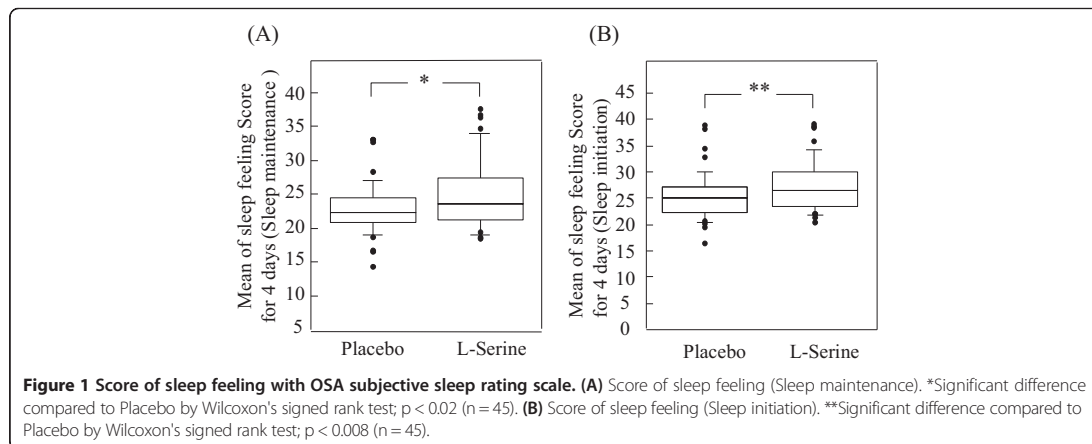 (A)
*
Mean of sleep feeling Score
for 4 days (Sleep maintenance )
40
35
30
25
20
15
10
5
Placebo
L-Serine
(B)
**
Mean of sleep feeling Score
for 4 days (Sleep initiation)
45
40
35
30
25
20
15
10
5
0
Placebo
L-Serine
Figure 1 Score of sleep feeling with OSA subjective sleep rating scale. (A) Score of sleep feeling (Sleep maintenance). *Significant difference
compared to Placebo by Wilcoxon's signed rank test; p < 0.02 (n = 45). (B) Score of sleep feeling (Sleep initiation). **Significant difference compared to
Placebo by Wilcoxon's signed rank test; p < 0.008 (n = 45).